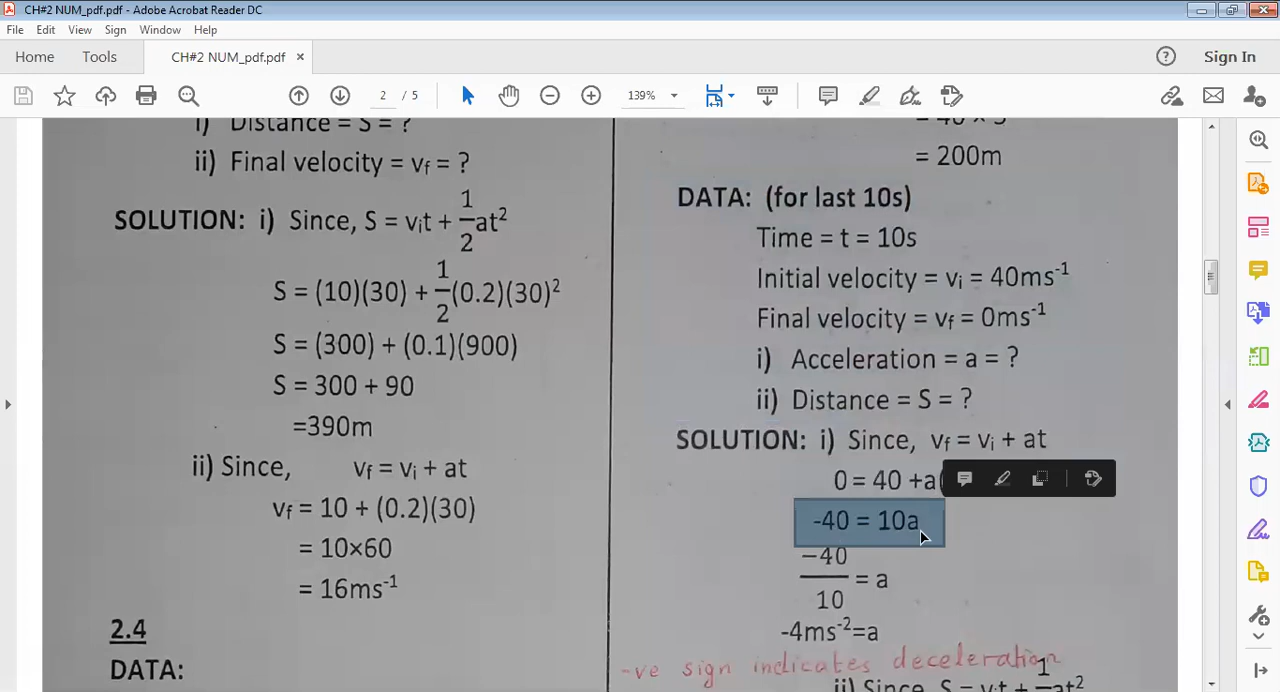 CH#2 NUM_pdf.pdf - Adobe Acrobat Reader DC
File Edit View Sign Window Help
Home Tools CH#2 NUM_pdf.pdf × Sign In
2 / 5 139%
i) Distance = S = ?
ii) Final velocity = vf = ?
SOLUTION: i) Since, S = vᵢt + 1/2at²
S = (10)(30) + 1/2(0.2)(30)²
S = (300) + (0.1)(900)
S = 300 + 90
=390m
ii) Since, vf = vᵢ + at
vf = 10 + (0.2)(30)
= 10×60
= 16ms⁻¹
2.4
DATA:
= 200m
DATA: (for last 10s)
Time = t = 10s
Initial velocity = vᵢ = 40ms⁻¹
Final velocity = vf = 0ms⁻¹
i) Acceleration = a = ?
ii) Distance = S = ?
SOLUTION: i) Since, vf = vᵢ + at
0 = 40 +a(
-40 = 10a
−40/10 = a
-4ms⁻²=a
-ve sign indicates deceleration
ii) Since, S = vᵢt + 1/2at²